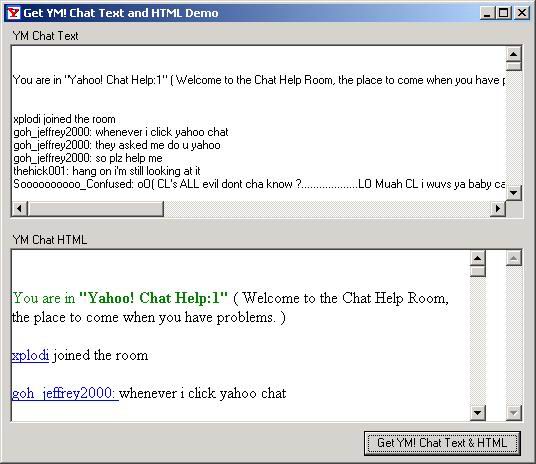 Get YM! Chat Text and HTML Demo
YM Chat Text
You are in "Yahoo! Chat Help:1" ( Welcome to the Chat Help Room, the place to come when you have p
xplodi joined the room
goh_jeffrey2000: whenever i click yahoo chat
goh_jeffrey2000: they asked me do u yahoo
goh_jeffrey2000: so plz help me
thehick001: hang on i'm still looking at it
Soooooooooo_Confused: oO( CL's ALL evil dont cha know ?...................LO Muah CL i wuvs ya baby ca
YM Chat HTML
You are in "Yahoo! Chat Help:1" ( Welcome to the Chat Help Room,
the place to come when you have problems. )
xplodi joined the room
goh_jeffrey2000: whenever i click yahoo chat
Get YM! Chat Text & HTML